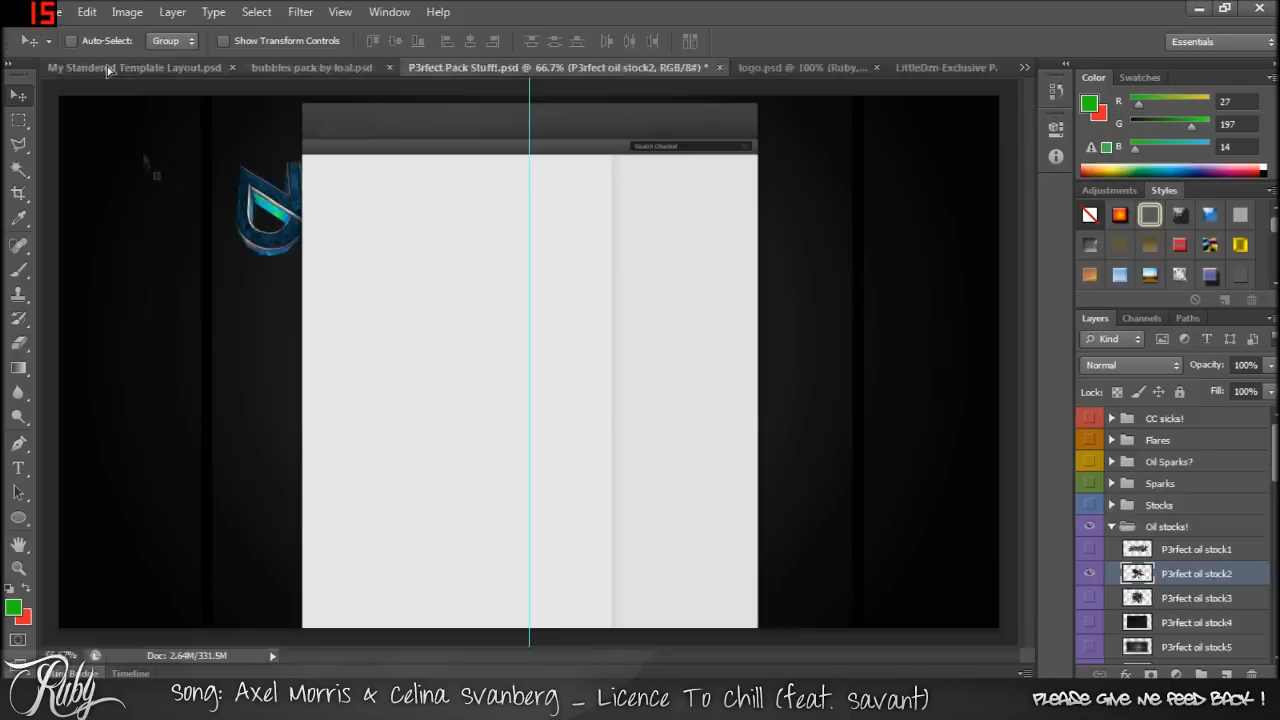 15
Edit Image Layer Type Select Filter View Window Help
Auto-Select: Group Show Transform Controls Essentials
My Standered Template Layout.psd × bubbles pack by loal.psd × P3rfect Pack Stuff!.psd @ 66.7% (P3rfect oil stock2, RGB/8#) * × logo.psd @ 100% (Ruby,... × LittleDzn Exclusive P.
Color Swatches
R 27
G 197
B 14
Search Channel
Adjustments Styles
Layers Channels Paths
Kind
Normal Opacity: 100%
Lock: Fill: 100%
CC sicks!
Flares
Oil Sparks?
Sparks
Stocks
Oil stocks!
P3rfect oil stock1
P3rfect oil stock2
P3rfect oil stock3
P3rfect oil stock4
P3rfect oil stock5
Doc: 2.64M/331.5M
Timeline
Ruby
Song: Axel Morris & Celina Svanberg _ Licence To Chill (feat. Savant)
PLEASE GIVE ME FEED BACK !